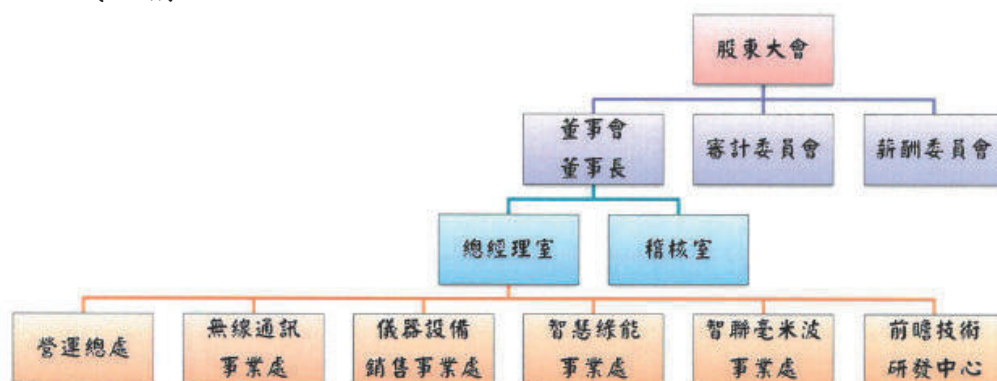 股東大會
董事會
董事長
審計委員會
薪酬委員會
總經理室
稽核室
營運總處
無線通訊
事業處
儀器設備
銷售事業處
智慧綠能
事業處
智聯毫米波
事業處
前瞻技術
研發中心